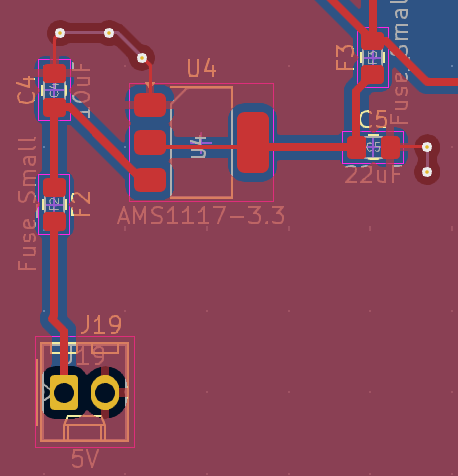 U4
F3
Fuse_Small
C4
C4
10uF
F3
C5
C5
U4
22uF
Fuse_Small
F2
F2
AMS1117-3.3
J19
J19
5V